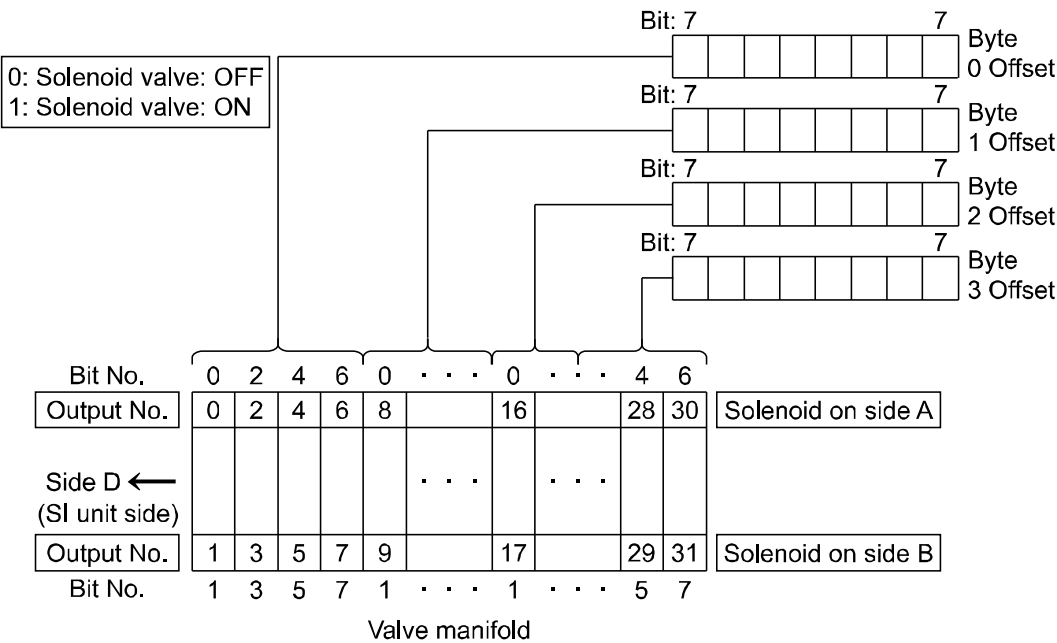 Bit: 7 7
Byte
0 Offset
0: Solenoid valve: OFF
1: Solenoid valve: ON
Bit: 7 7
Byte
1 Offset
Bit: 7 7
Byte
2 Offset
Bit: 7 7
Byte
3 Offset
Bit No. 0 2 4 6 0 · · · 0 · · · 4 6
Output No. 0 2 4 6 8 16 28 30 Solenoid on side A
Side D ← · · · · · ·
(SI unit side)
Output No. 1 3 5 7 9 17 29 31 Solenoid on side B
Bit No. 1 3 5 7 1 · · · 1 · · · 5 7
Valve manifold